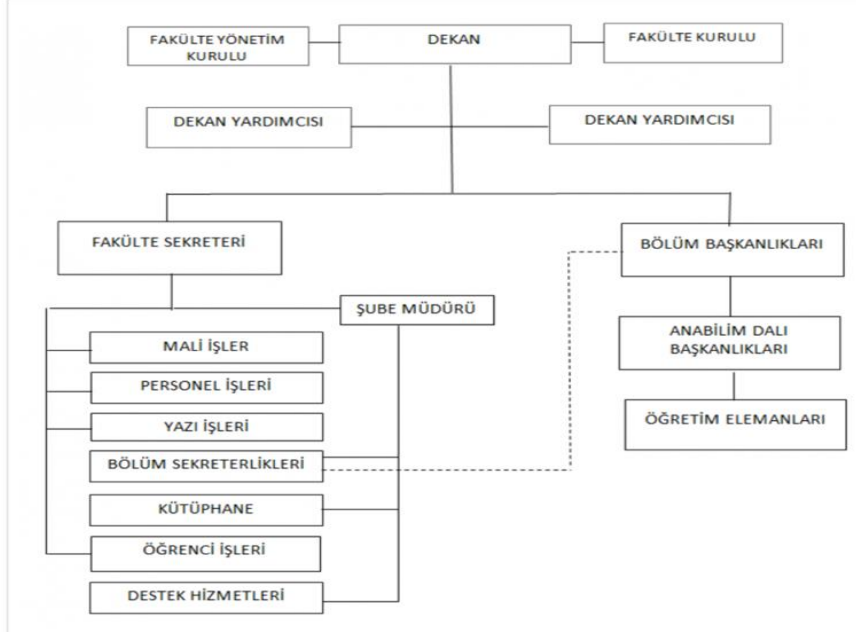 FAKÜLTE YÖNETİM
KURULU
DEKAN
FAKÜLTE KURULU
DEKAN YARDIMCISI
DEKAN YARDIMCISI
FAKÜLTE SEKRETERİ
BÖLÜM BAŞKANLIKLARI
ŞUBE MÜDÜRÜ
MALİ İŞLER
PERSONEL İŞLERİ
YAZI İŞLERİ
BÖLÜM SEKRETERLİKLERİ
KÜTÜPHANE
ÖĞRENCİ İŞLERİ
DESTEK HİZMETLERİ
ANABİLİM DALI
BAŞKANLIKLARI
ÖĞRETİM ELEMANLARI